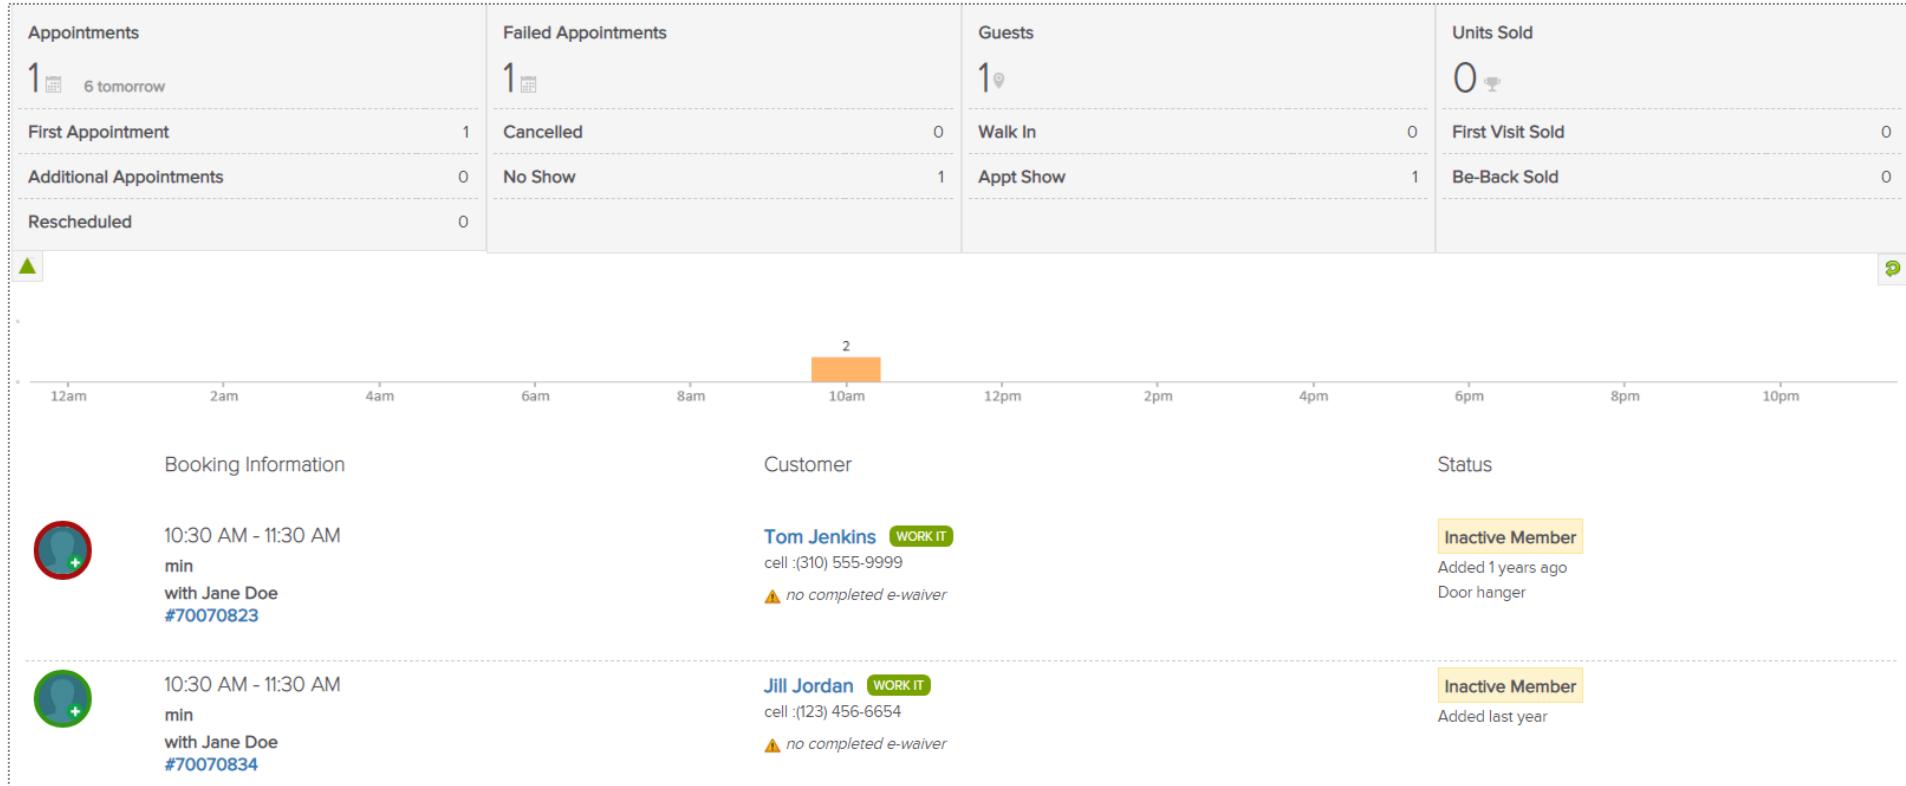 Appointments
1 6 tomorrow
First Appointment 1
Additional Appointments 0
Rescheduled 0
Failed Appointments
1
Cancelled 0
No Show 1
Guests
1
Walk In 0
Appt Show 1
Units Sold
0
First Visit Sold 0
Be-Back Sold 0
2
12am 2am 4am 6am 8am 10am 12pm 2pm 4pm 6pm 8pm 10pm
Booking Information Customer Status
10:30 AM - 11:30 AM
min
with Jane Doe
#70070823
Tom Jenkins WORK IT
cell :(310) 555-9999
no completed e-waiver
Inactive Member
Added 1 years ago
Door hanger
10:30 AM - 11:30 AM
min
with Jane Doe
#70070834
Jill Jordan WORK IT
cell :(123) 456-6654
no completed e-waiver
Inactive Member
Added last year